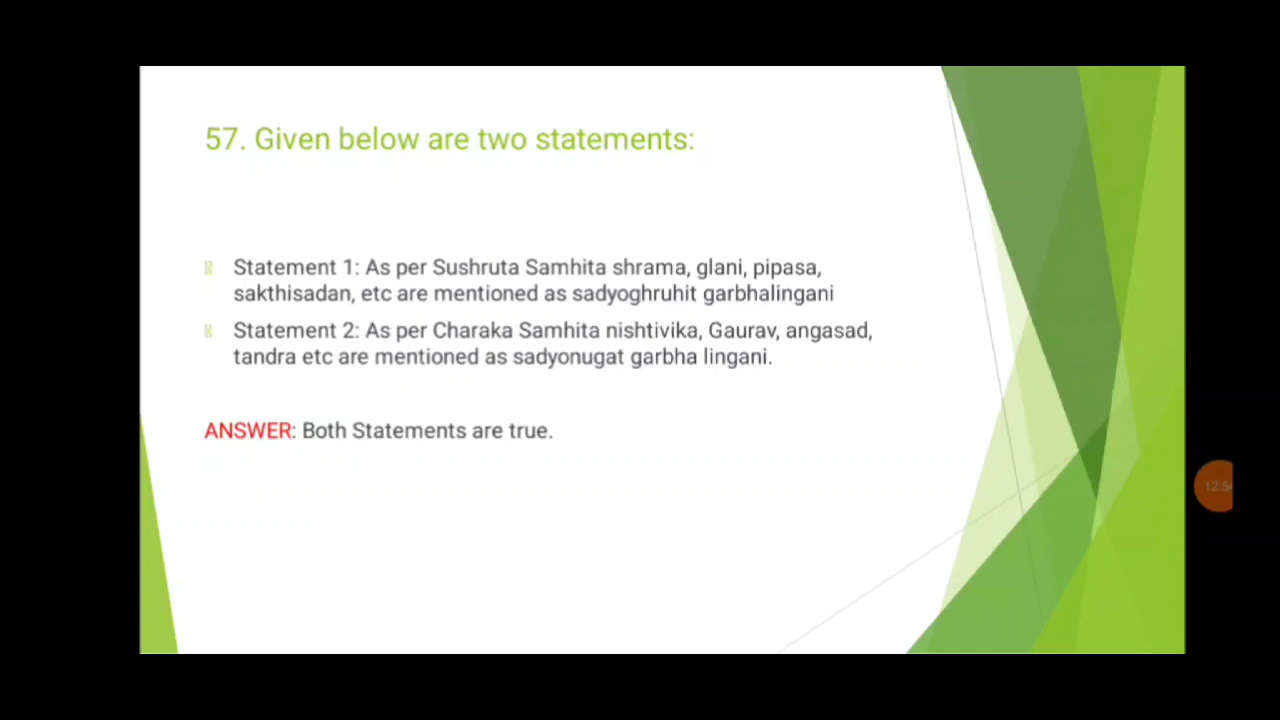 57. Given below are two statements:
Statement 1: As per Sushruta Samhita shrama, glani, pipasa,
sakthisadan, etc are mentioned as sadyoghruhit garbhalingani
Statement 2: As per Charaka Samhita nishtivika, Gaurav, angasad,
tandra etc are mentioned as sadyonugat garbha lingani.
ANSWER: Both Statements are true.